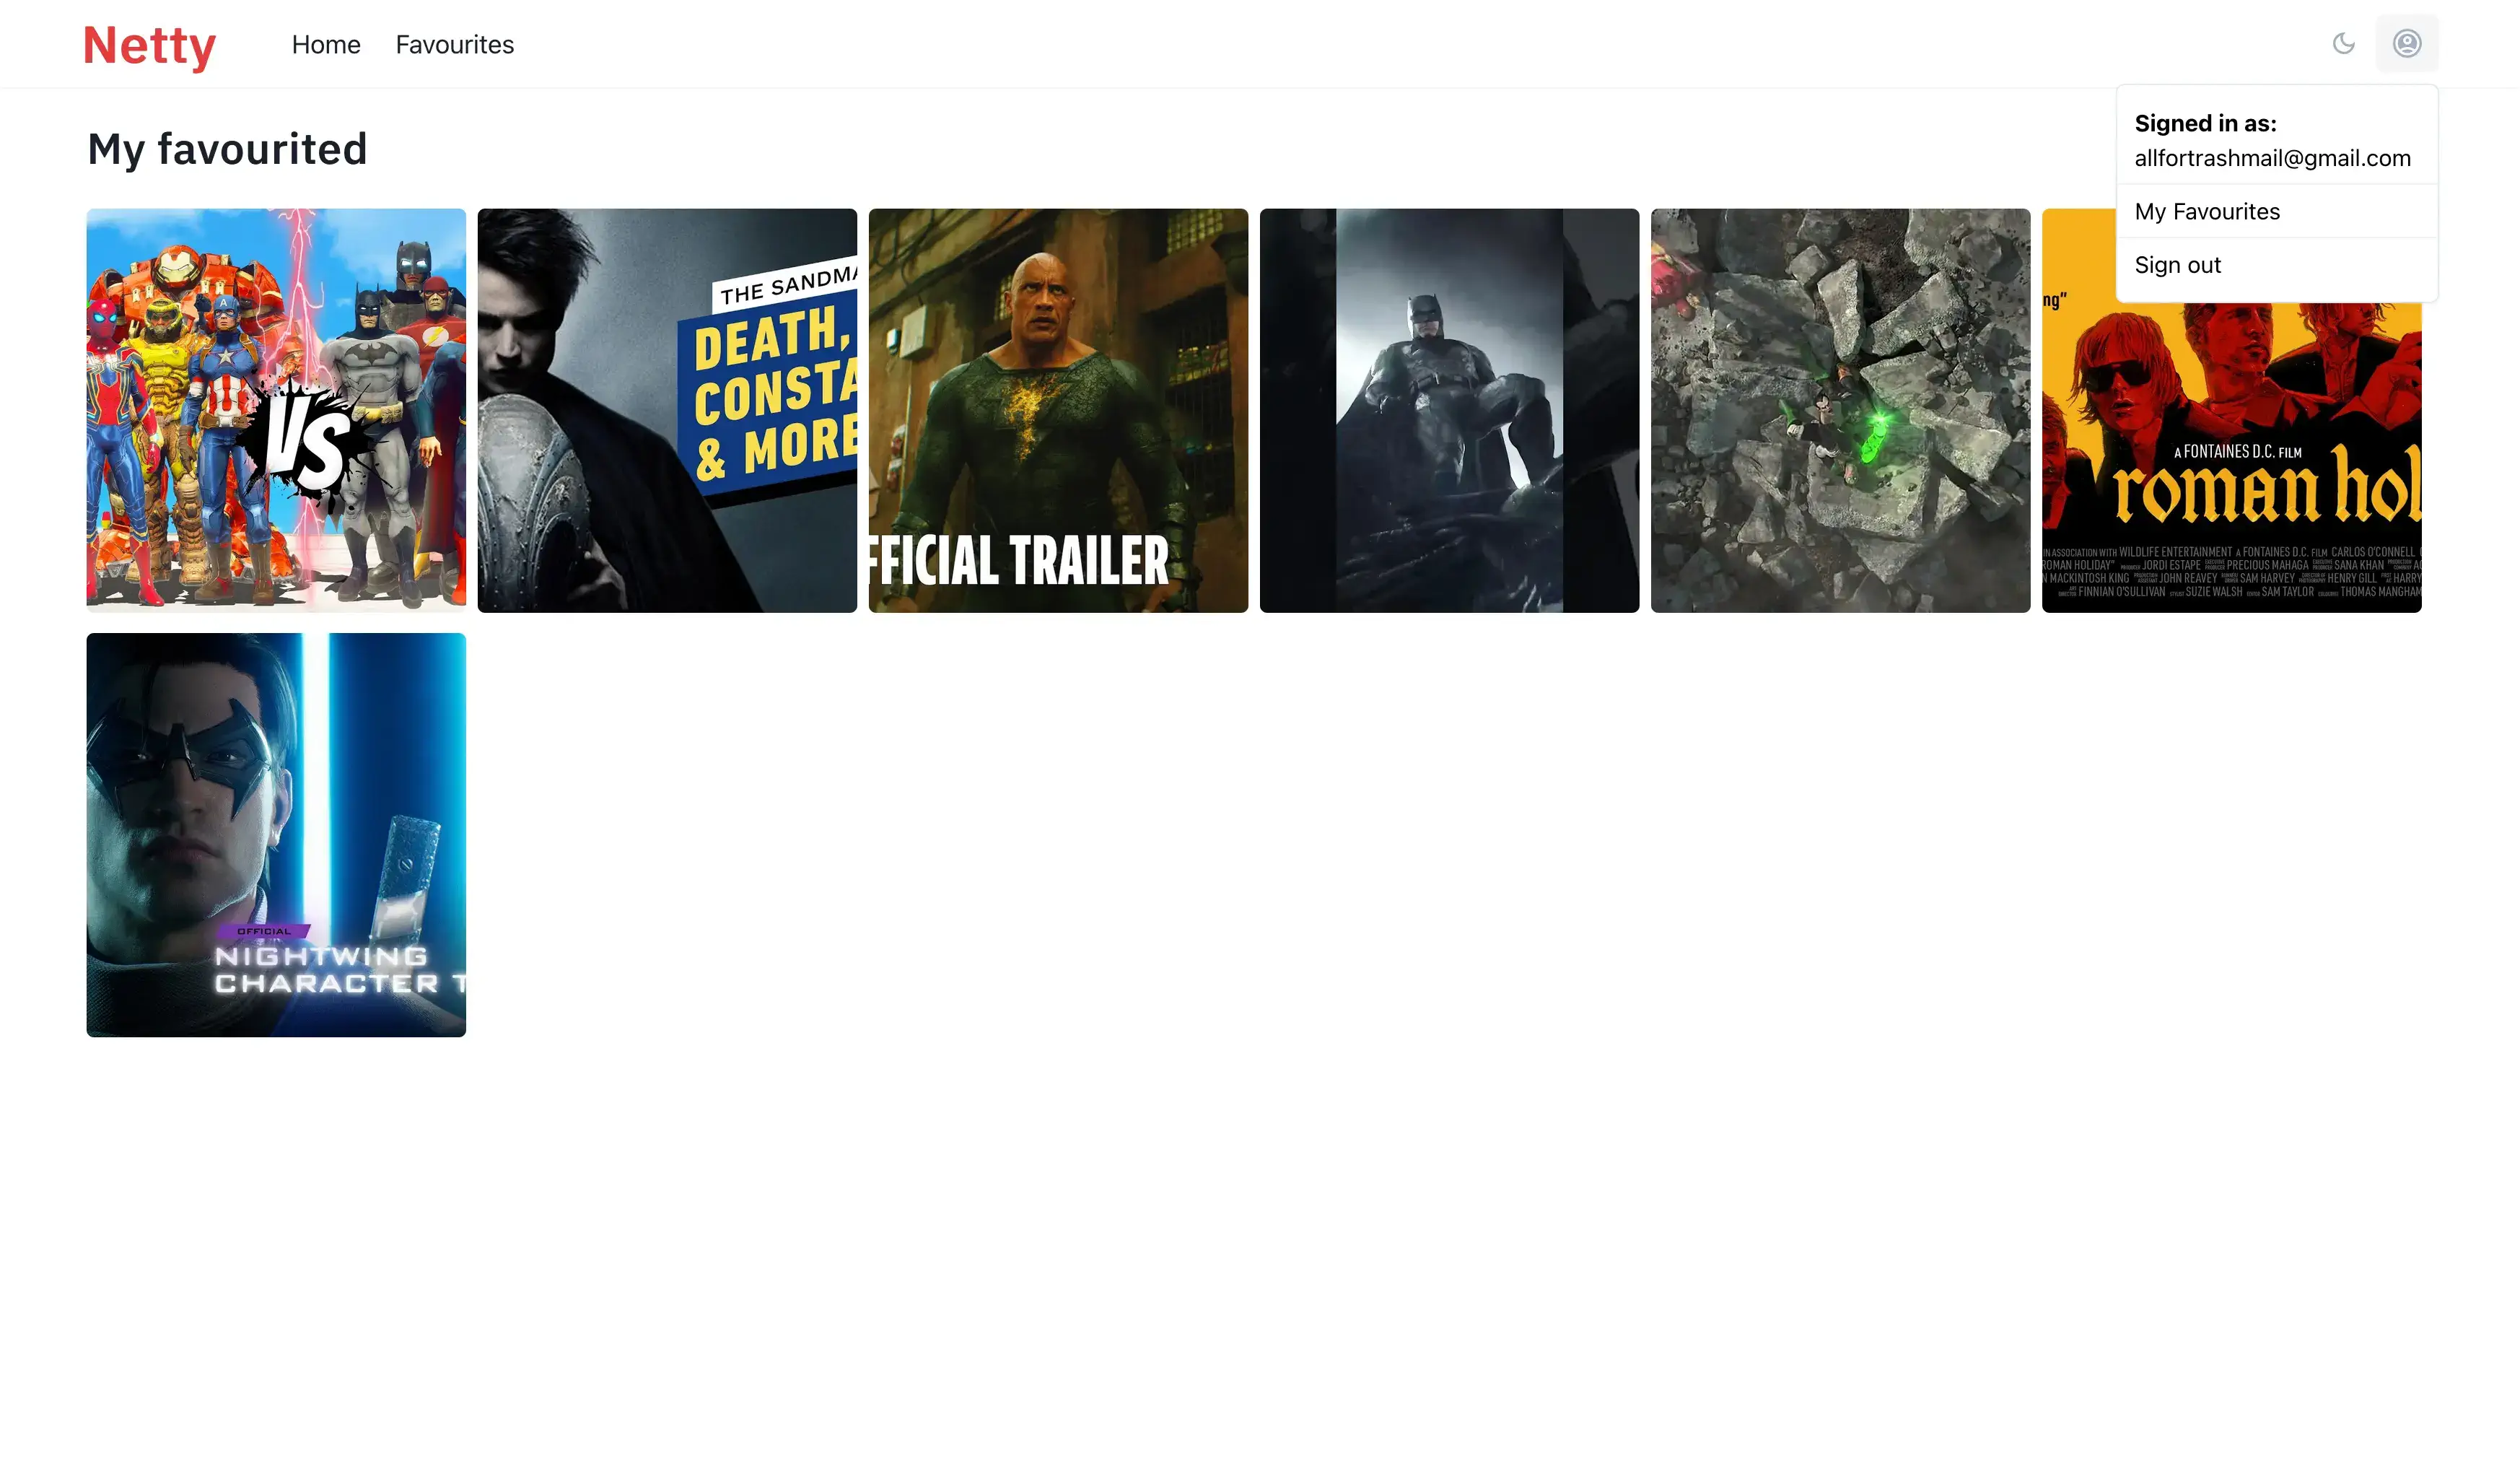 Netty
Home
Favourites
Signed in as:
allfortrashmail@gmail.com
My Favourites
Sign out
My favourited
VS
THE SANDMA
DEATH,
CONSTA
& MORE
FFICIAL TRAILER
ng"
A FONTAINES D.C. FILM
roman hol
IN ASSOCIATION WITH WILDLIFE ENTERTAINMENT A FONTAINES D.C. FILM CARLOS O'CONNELL
ROMAN HOLIDAY" JORDI ESTAPE PRECIOUS MAHAGA SANA KHAN
N MACKINTOSH KING JOHN REAVEY SAM HARVEY HENRY GILL HARRY
FINNIAN O'SULLIVAN SUZIE WALSH SAM TAYLOR THOMAS MANGHAM
OFFICIAL
NIGHTWING
CHARACTER T